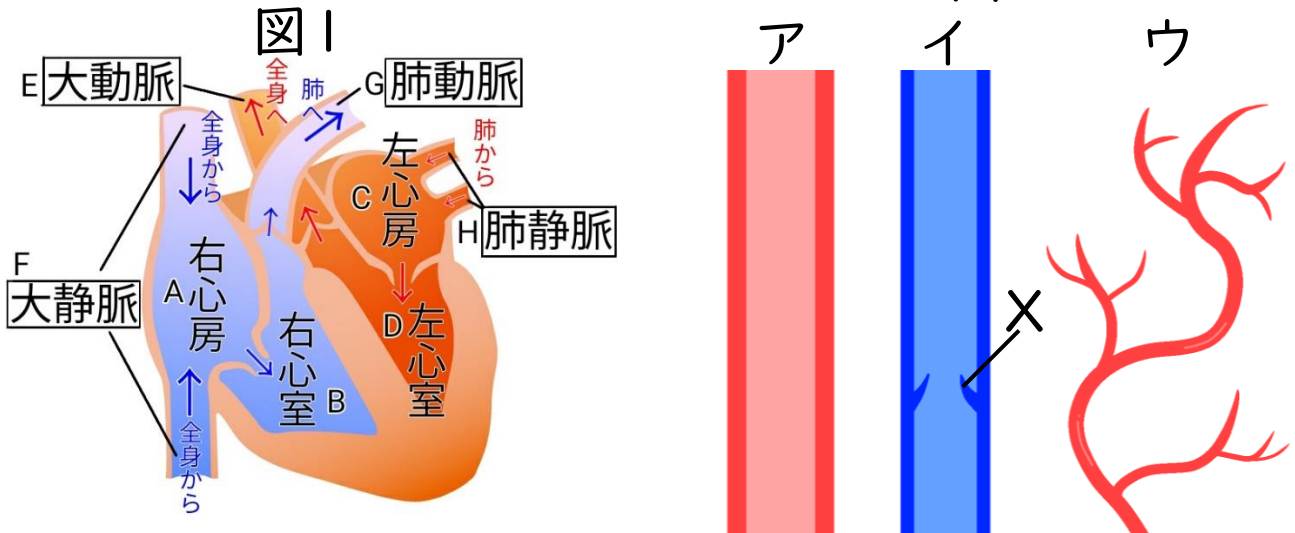 図1
E 大動脈
全身へ
肺へ
G 肺動脈
全身から
肺から
左心房
C
H 肺静脈
F
大静脈
右心房
A
右心室
B
D
左心室
全身から
ア
イ
ウ
X